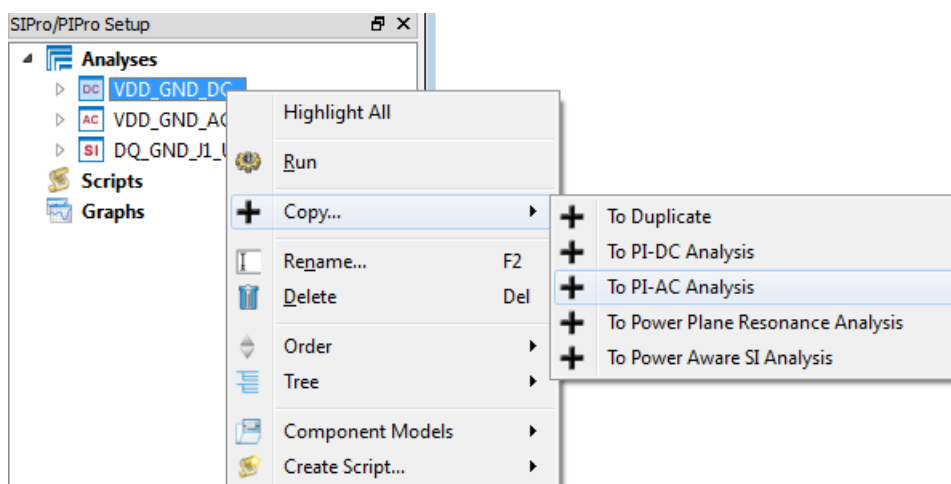 SIPro/PIPro Setup
Analyses
DC VDD_GND_DC
AC VDD_GND_AC
SI DQ_GND_J1_
Scripts
Graphs
Highlight All
Run
Copy...
Rename... F2
Delete Del
Order
Tree
Component Models
Create Script...
To Duplicate
To PI-DC Analysis
To PI-AC Analysis
To Power Plane Resonance Analysis
To Power Aware SI Analysis